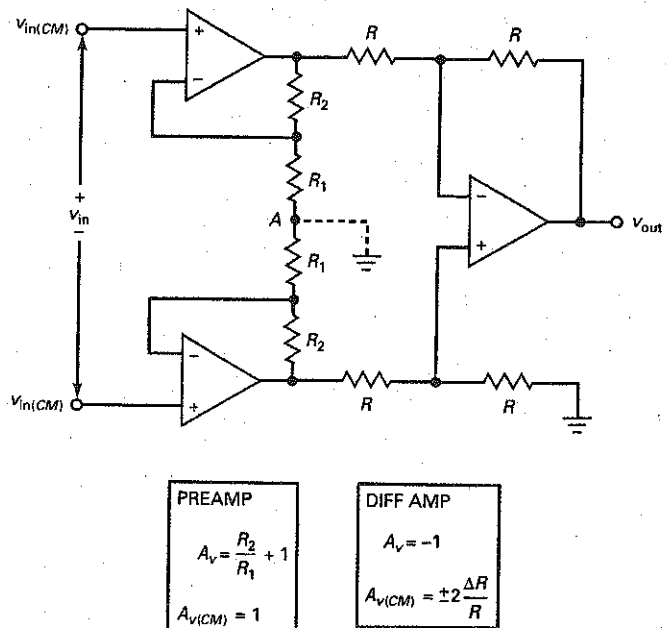 v_in(CM)
R
R
R_2
R_1
+
v_in
−
A
R_1
R_2
v_out
v_in(CM)
R
R
+
−
−
+
−
+
PREAMP
A_v = R_2/R_1 + 1
A_v(CM) = 1
DIFF AMP
A_v = −1
A_v(CM) = ±2 ΔR/R